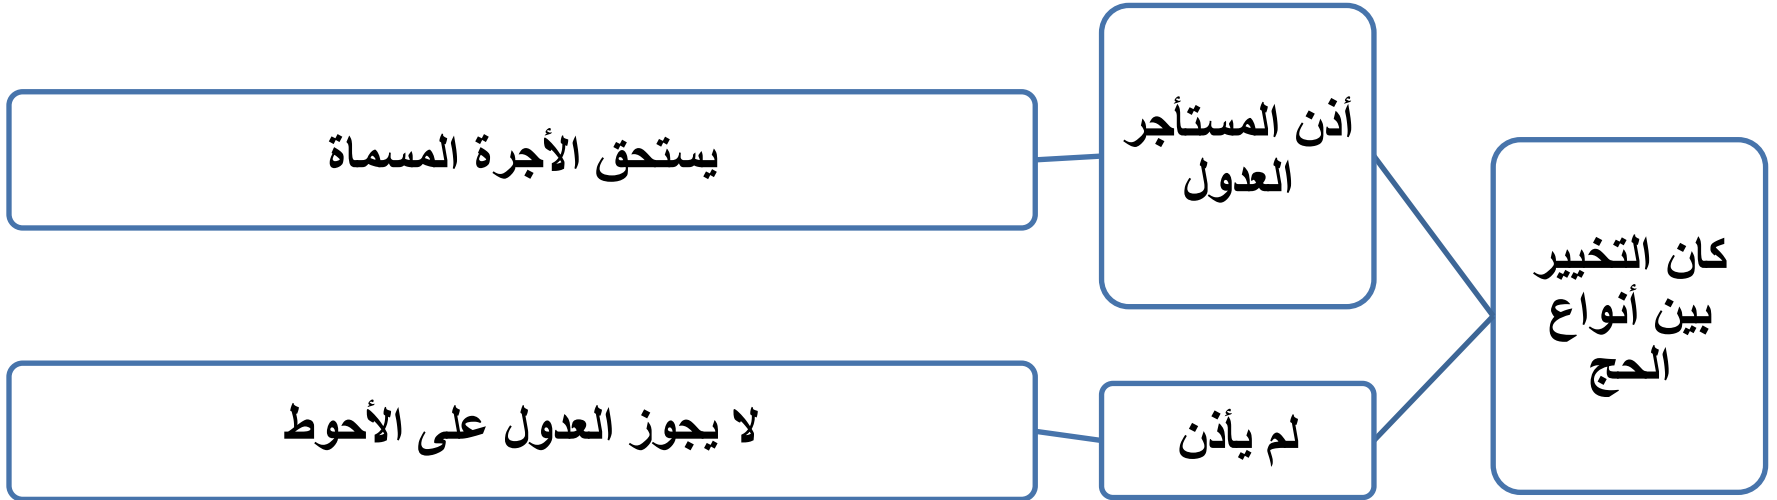 كان التخيير
بين أنواع
الحج
أذن المستأجر
العدول
يستحق الأجرة المسماة
لم يأذن
لا يجوز العدول على الأحوط